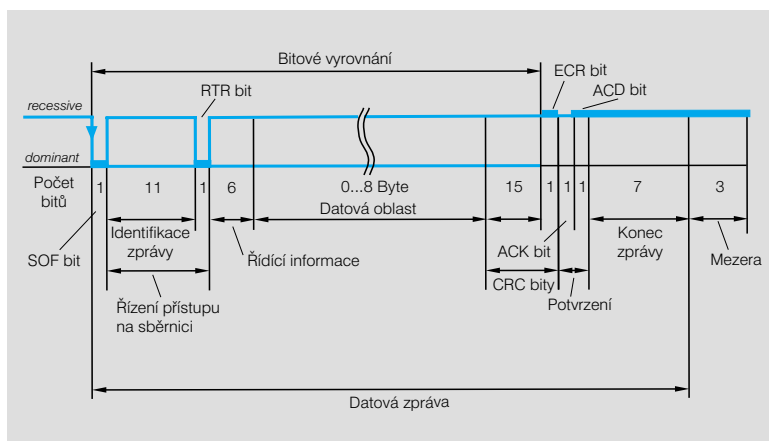 Bitové vyrovnání
ECR bit
RTR bit
ACD bit
recessive
dominant
Počet
bitů
1
11
1
6
0...8 Byte
15
1
1
1
7
3
Datová oblast
SOF bit
Identifikace
zprávy
Řídící informace
ACK bit
Konec
zprávy
Mezera
CRC bity
Potvrzení
Řízení přístupu
na sběrnici
Datová zpráva